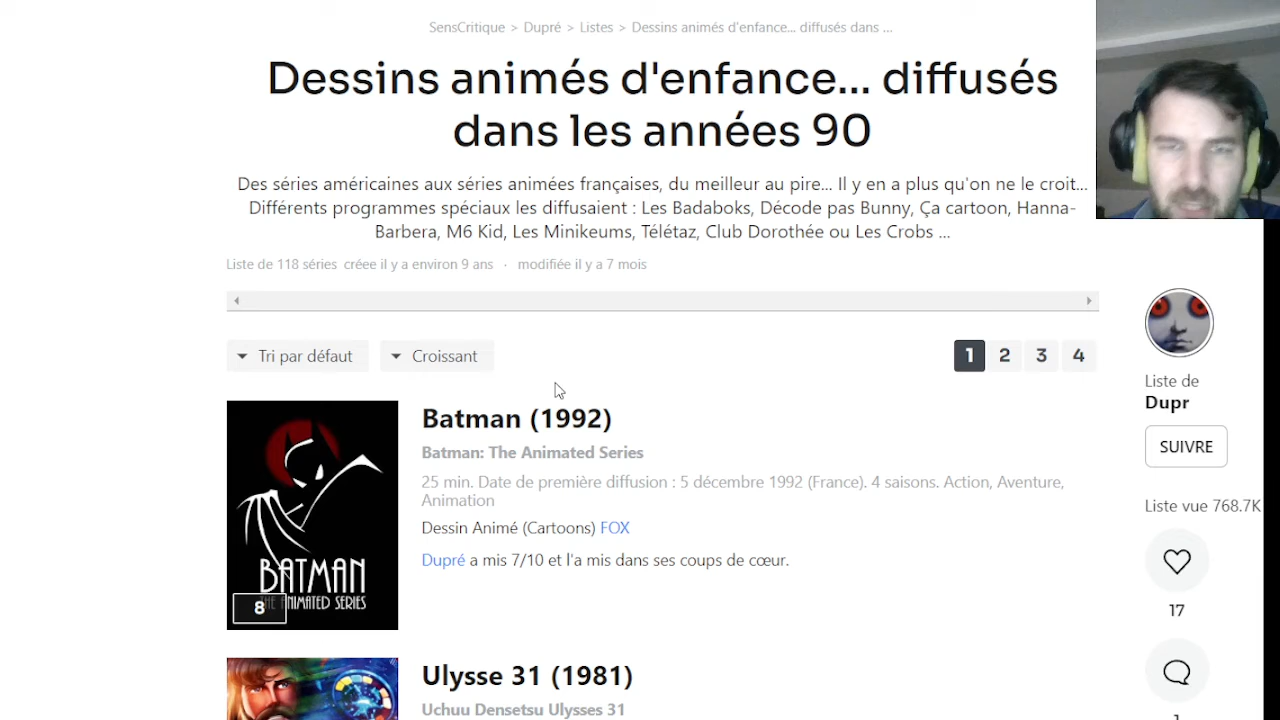 SensCritique > Dupré > Listes > Dessins animés d'enfance... diffusés dans ...
Dessins animés d'enfance... diffusés
dans les années 90
Des séries américaines aux séries animées françaises, du meilleur au pire... Il y en a plus qu'on ne le croit...
Différents programmes spéciaux les diffusaient : Les Badaboks, Décode pas Bunny, Ça cartoon, Hanna-
Barbera, M6 Kid, Les Minikeums, Télétaz, Club Dorothée ou Les Crobs ...
Liste de 118 séries créee il y a environ 9 ans · modifiée il y a 7 mois
Tri par défaut
Croissant
1 2 3 4
Batman (1992)
Batman: The Animated Series
25 min. Date de première diffusion : 5 décembre 1992 (France). 4 saisons. Action, Aventure,
Animation
Dessin Animé (Cartoons) FOX
Dupré a mis 7/10 et l'a mis dans ses coups de cœur.
BATMAN
THE ANIMATED SERIES
8
Ulysse 31 (1981)
Uchuu Densetsu Ulysses 31
Liste de
Dupr
SUIVRE
Liste vue 768.7K
17
1